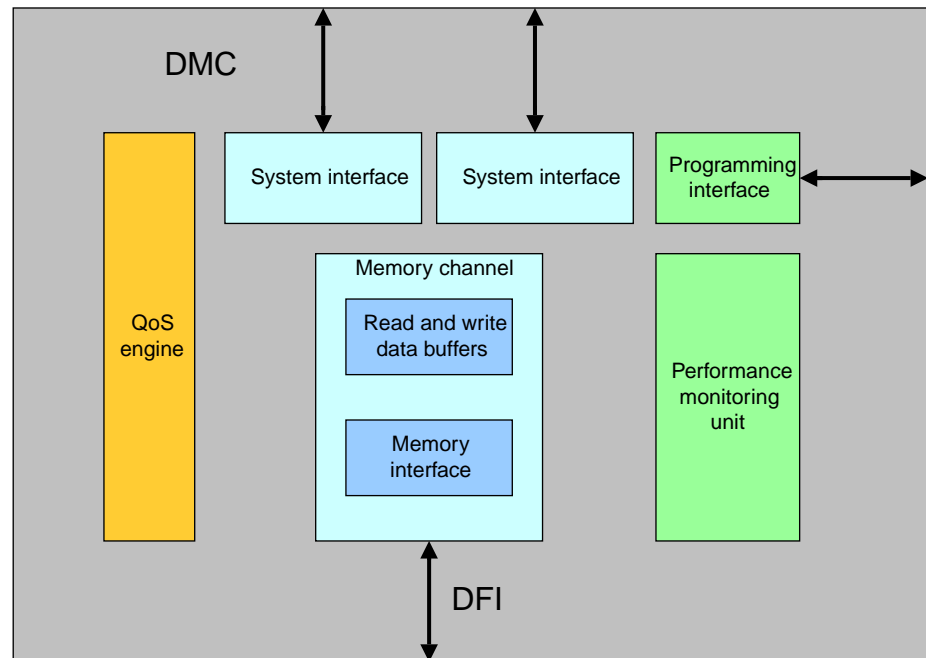 DMC
System interface
System interface
Programming
interface
Memory channel
Read and write
data buffers
QoS
engine
Performance
monitoring
unit
Memory
interface
DFI